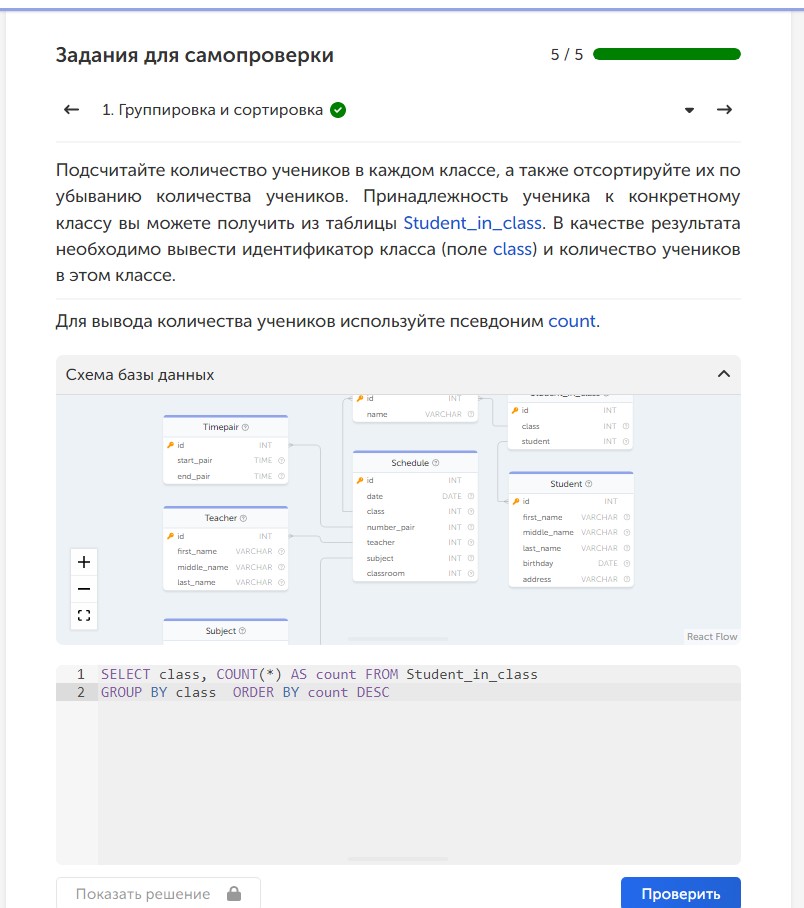 Задания для самопроверки
5 / 5
1. Группировка и сортировка
Подсчитайте количество учеников в каждом классе, а также отсортируйте их по
убыванию количества учеников. Принадлежность ученика к конкретному
классу вы можете получить из таблицы Student_in_class. В качестве результата
необходимо вывести идентификатор класса (поле class) и количество учеников
в этом классе.
Для вывода количества учеников используйте псевдоним count.
Схема базы данных
id INT
name VARCHAR
id INT
class INT
student INT
Timepair
id INT
start_pair TIME
end_pair TIME
Schedule
id INT
date DATE
class INT
number_pair INT
teacher INT
subject INT
classroom INT
Student
id INT
first_name VARCHAR
middle_name VARCHAR
last_name VARCHAR
birthday DATE
address VARCHAR
Teacher
id INT
first_name VARCHAR
middle_name VARCHAR
last_name VARCHAR
Subject
React Flow
1 SELECT class, COUNT(*) AS count FROM Student_in_class
2 GROUP BY class  ORDER BY count DESC
Показать решение
Проверить